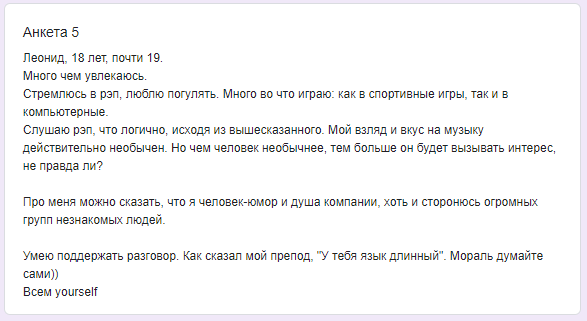 Анкета 5
Леонид, 18 лет, почти 19.
Много чем увлекаюсь.
Стремлюсь в рэп, люблю погулять. Много во что играю: как в спортивные игры, так и в
компьютерные.
Слушаю рэп, что логично, исходя из вышесказанного. Мой взляд и вкус на музыку
действительно необычен. Но чем человек необычнее, тем больше он будет вызывать интерес,
не правда ли?
Про меня можно сказать, что я человек-юмор и душа компании, хоть и сторонюсь огромных
групп незнакомых людей.
Умею поддержать разговор. Как сказал мой препод, "У тебя язык длинный". Мораль думайте
сами))
Всем yourself